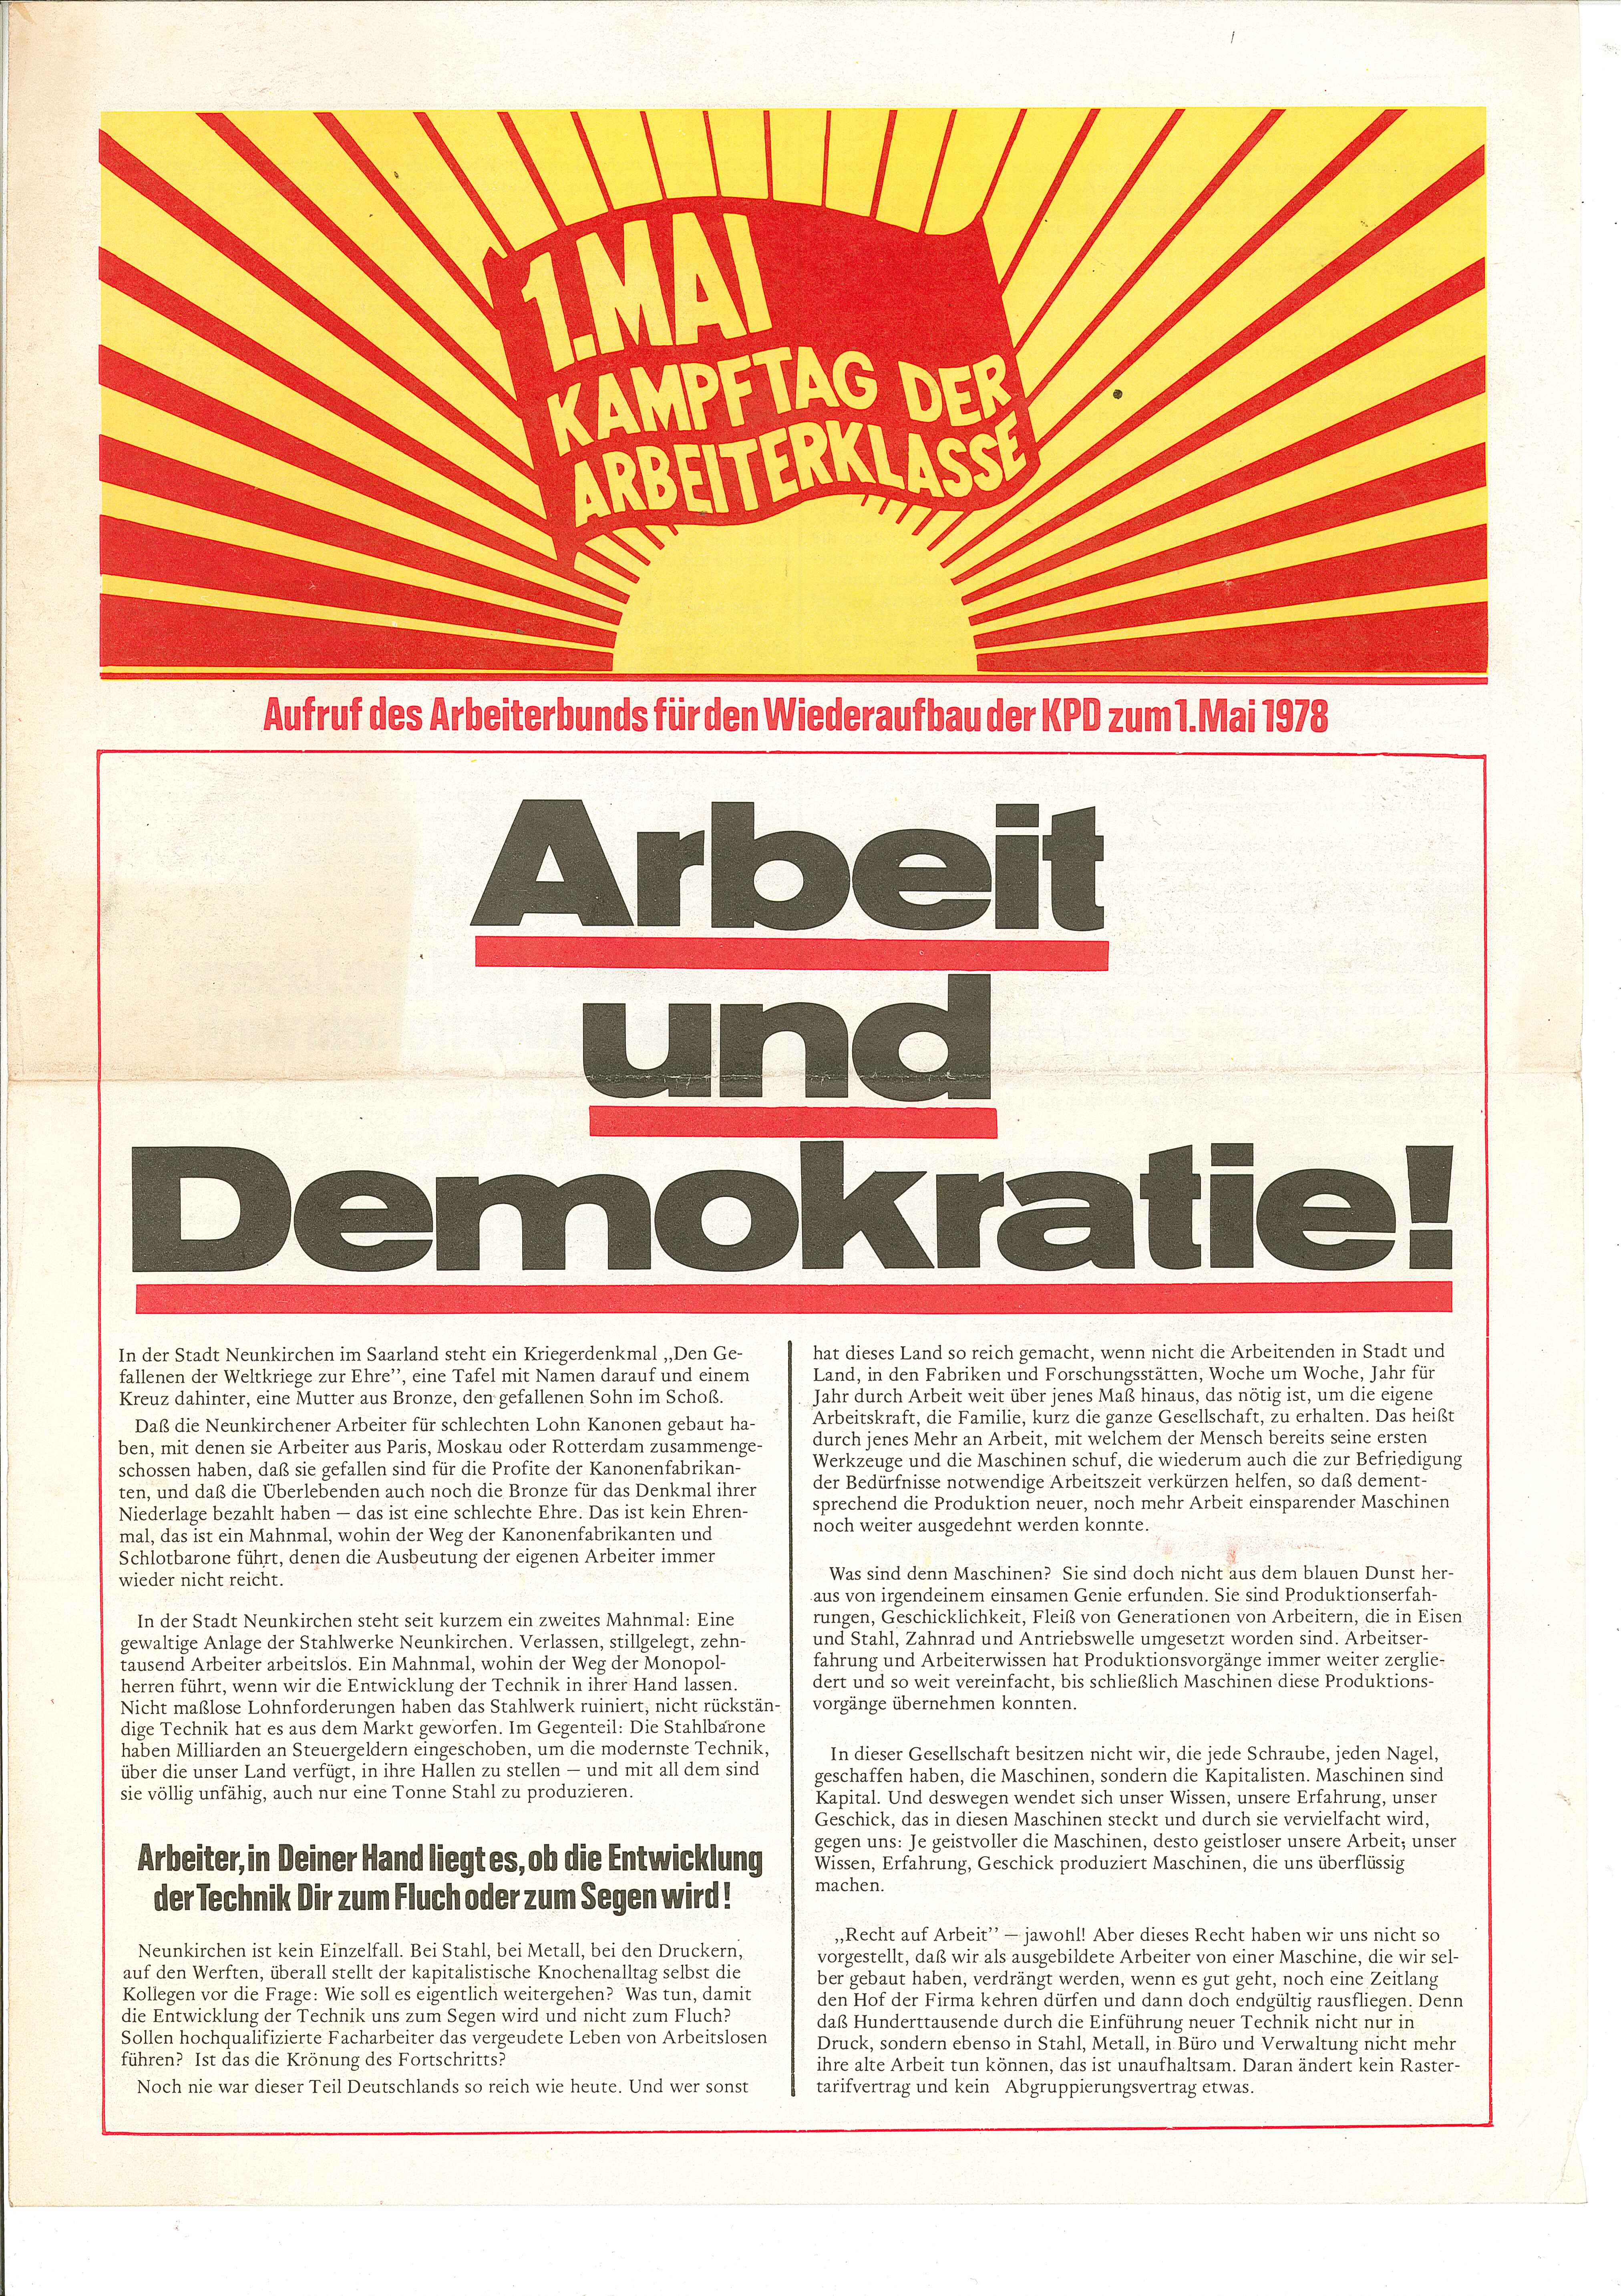 1. MAI
KAMPFTAG DER
ARBEITERKLASSE
Aufruf des Arbeiterbunds für den Wiederaufbau der KPD zum 1. Mai 1978
Arbeit
und
Demokratie!
In der Stadt Neunkirchen im Saarland steht ein Kriegerdenkmal „Den Ge-
fallenen der Weltkriege zur Ehre”, eine Tafel mit Namen darauf und einem
Kreuz dahinter, eine Mutter aus Bronze, den gefallenen Sohn im Schoß.
Daß die Neunkirchener Arbeiter für schlechten Lohn Kanonen gebaut ha-
ben, mit denen sie Arbeiter aus Paris, Moskau oder Rotterdam zusammenge-
schossen haben, daß sie gefallen sind für die Profite der Kanonenfabrikan-
ten, und daß die Überlebenden auch noch die Bronze für das Denkmal ihrer
Niederlage bezahlt haben — das ist eine schlechte Ehre. Das ist kein Ehren-
mal, das ist ein Mahnmal, wohin der Weg der Kanonenfabrikanten und
Schlotbarone führt, denen die Ausbeutung der eigenen Arbeiter immer
wieder nicht reicht.
In der Stadt Neunkirchen steht seit kurzem ein zweites Mahnmal: Eine
gewaltige Anlage der Stahlwerke Neunkirchen. Verlassen, stillgelegt, zehn-
tausend Arbeiter arbeitslos. Ein Mahnmal, wohin der Weg der Monopol-
herren führt, wenn wir die Entwicklung der Technik in ihrer Hand lassen.
Nicht maßlose Lohnforderungen haben das Stahlwerk ruiniert, nicht rückstän-
dige Technik hat es aus dem Markt geworfen. Im Gegenteil: Die Stahlbarone
haben Milliarden an Steuergeldern eingeschoben, um die modernste Technik,
über die unser Land verfügt, in ihre Hallen zu stellen — und mit all dem sind
sie völlig unfähig, auch nur eine Tonne Stahl zu produzieren.
Arbeiter, in Deiner Hand liegt es, ob die Entwicklung
der Technik Dir zum Fluch oder zum Segen wird!
Neunkirchen ist kein Einzelfall. Bei Stahl, bei Metall, bei den Druckern,
auf den Werften, überall stellt der kapitalistische Knochenalltag selbst die
Kollegen vor die Frage: Wie soll es eigentlich weitergehen? Was tun, damit
die Entwicklung der Technik uns zum Segen wird und nicht zum Fluch?
Sollen hochqualifizierte Facharbeiter das vergeudete Leben von Arbeitslosen
führen? Ist das die Krönung des Fortschritts?
Noch nie war dieser Teil Deutschlands so reich wie heute. Und wer sonst
hat dieses Land so reich gemacht, wenn nicht die Arbeitenden in Stadt und
Land, in den Fabriken und Forschungsstätten, Woche um Woche, Jahr für
Jahr durch Arbeit weit über jenes Maß hinaus, das nötig ist, um die eigene
Arbeitskraft, die Familie, kurz die ganze Gesellschaft, zu erhalten. Das heißt
durch jenes Mehr an Arbeit, mit welchem der Mensch bereits seine ersten
Werkzeuge und die Maschinen schuf, die wiederum auch die zur Befriedigung
der Bedürfnisse notwendige Arbeitszeit verkürzen helfen, so daß dement-
sprechend die Produktion neuer, noch mehr Arbeit einsparender Maschinen
noch weiter ausgedehnt werden konnte.
Was sind denn Maschinen? Sie sind doch nicht aus dem blauen Dunst her-
aus von irgendeinem einsamen Genie erfunden. Sie sind Produktionserfah-
rungen, Geschicklichkeit, Fleiß von Generationen von Arbeitern, die in Eisen
und Stahl, Zahnrad und Antriebswelle umgesetzt worden sind. Arbeitser-
fahrung und Arbeiterwissen hat Produktionsvorgänge immer weiter zerglie-
dert und so weit vereinfacht, bis schließlich Maschinen diese Produktions-
vorgänge übernehmen konnten.
In dieser Gesellschaft besitzen nicht wir, die jede Schraube, jeden Nagel,
geschaffen haben, die Maschinen, sondern die Kapitalisten. Maschinen sind
Kapital. Und deswegen wendet sich unser Wissen, unsere Erfahrung, unser
Geschick, das in diesen Maschinen steckt und durch sie vervielfacht wird,
gegen uns: Je geistvoller die Maschinen, desto geistloser unsere Arbeit; unser
Wissen, Erfahrung, Geschick produziert Maschinen, die uns überflüssig
machen.
„Recht auf Arbeit” — jawohl! Aber dieses Recht haben wir uns nicht so
vorgestellt, daß wir als ausgebildete Arbeiter von einer Maschine, die wir sel-
ber gebaut haben, verdrängt werden, wenn es gut geht, noch eine Zeitlang
den Hof der Firma kehren dürfen und dann doch endgültig rausfliegen. Denn
daß Hunderttausende durch die Einführung neuer Technik nicht nur in
Druck, sondern ebenso in Stahl, Metall, in Büro und Verwaltung nicht mehr
ihre alte Arbeit tun können, das ist unaufhaltsam. Daran ändert kein Raster-
tarifvertrag und kein Abgruppierungsvertrag etwas.